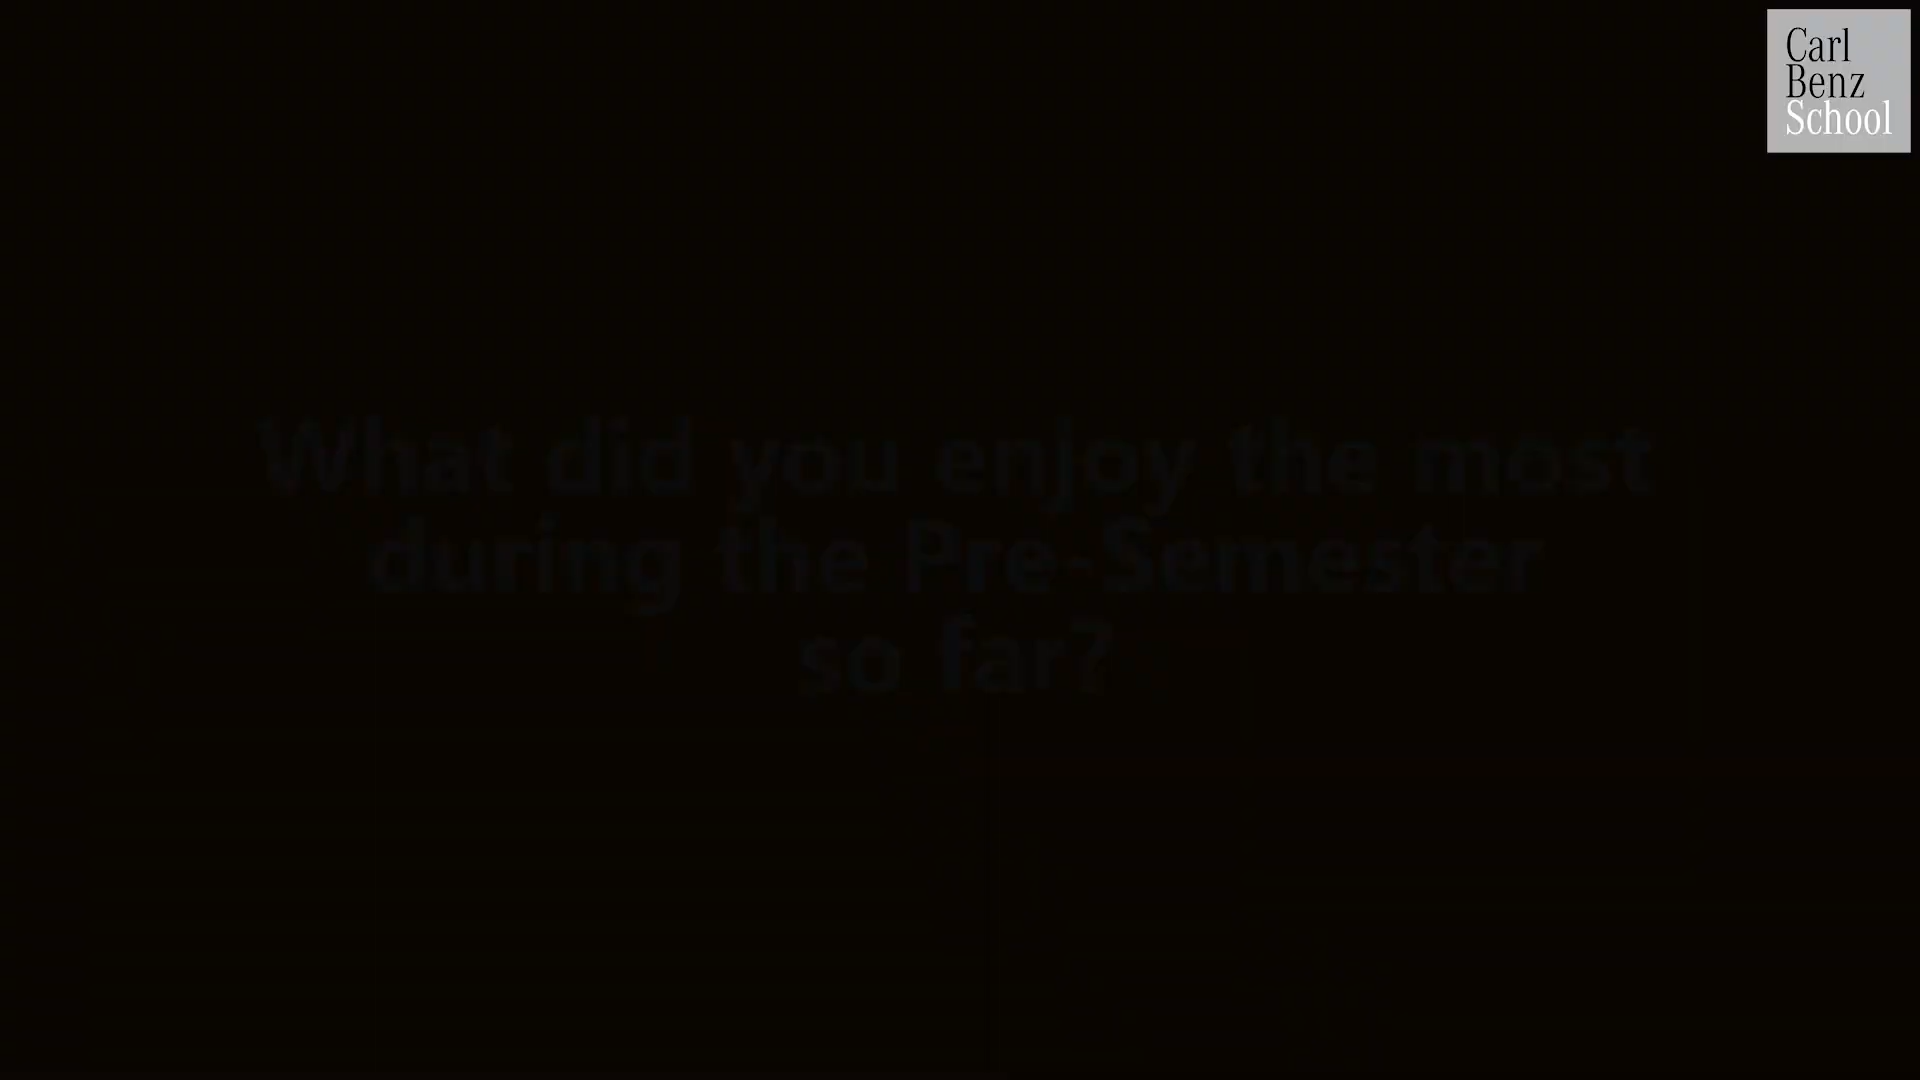 Carl
Benz
School
What did you enjoy the most
during the Pre-Semester
so far?